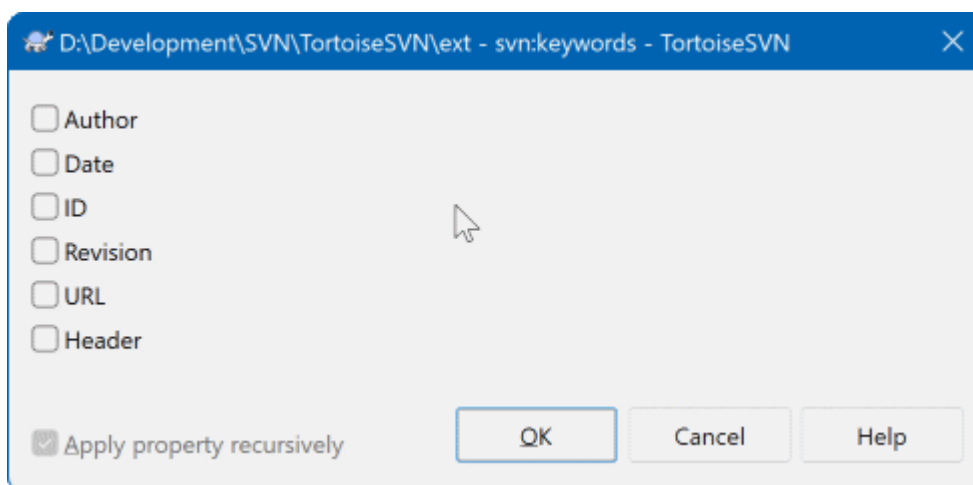 D:\Development\SVN\TortoiseSVN\ext - svn:keywords - TortoiseSVN
Author
Date
ID
Revision
URL
Header
Apply property recursively
OK
Cancel
Help